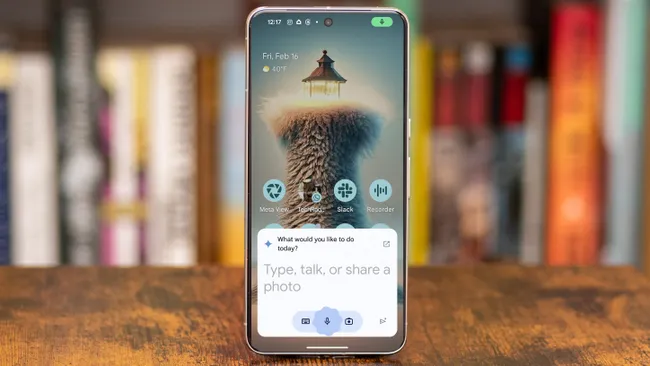 12:17
Fri, Feb 16
40°F
Meta View
Slack
Recorder
What would you like to do
today?
Type, talk, or share a
photo